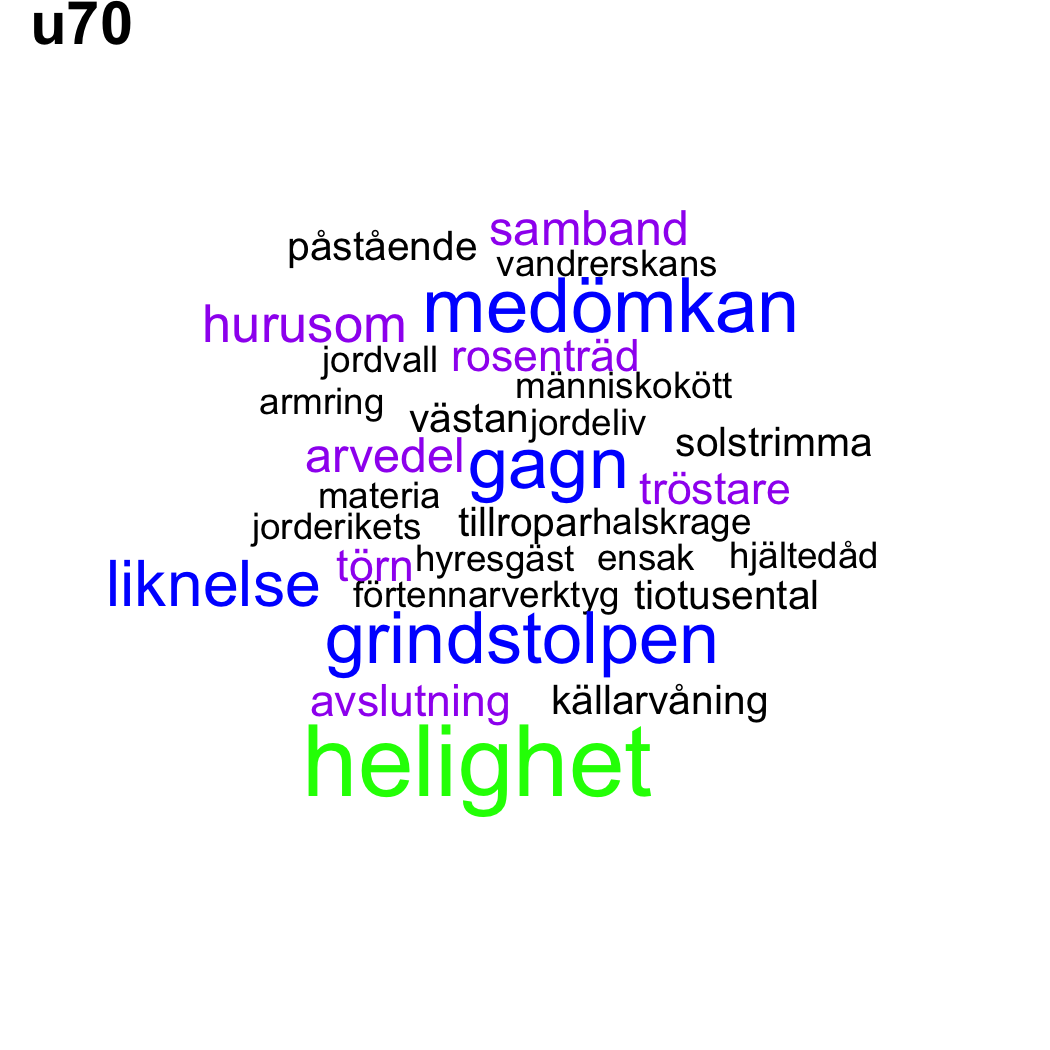 u70
påstående samband
vandrerskans
hurusom medömkan
jordvall rosenträd
människokött
armring
västan jordeliv
solstrimma
arvedel gagn tröstare
materia
jorderikets tillropar halskrage
törn hyresgäst ensak hjältedåd
liknelse förtennarverktyg tiotusental
grindstolpen
avslutning källarvåning
helighet